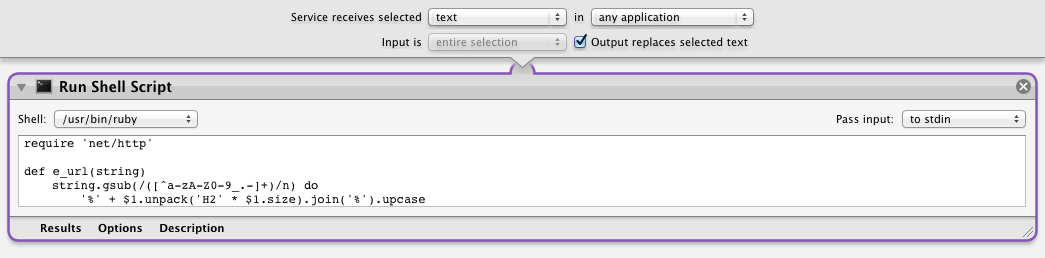 Service receives selected text in any application
Input is entire selection Output replaces selected text
Run Shell Script
Shell: /usr/bin/ruby Pass input: to stdin
require 'net/http'
def e_url(string)
    string.gsub(/([^a-zA-Z0-9_.-]+)/n) do
        '%' + $1.unpack('H2' * $1.size).join('%').upcase
Results Options Description